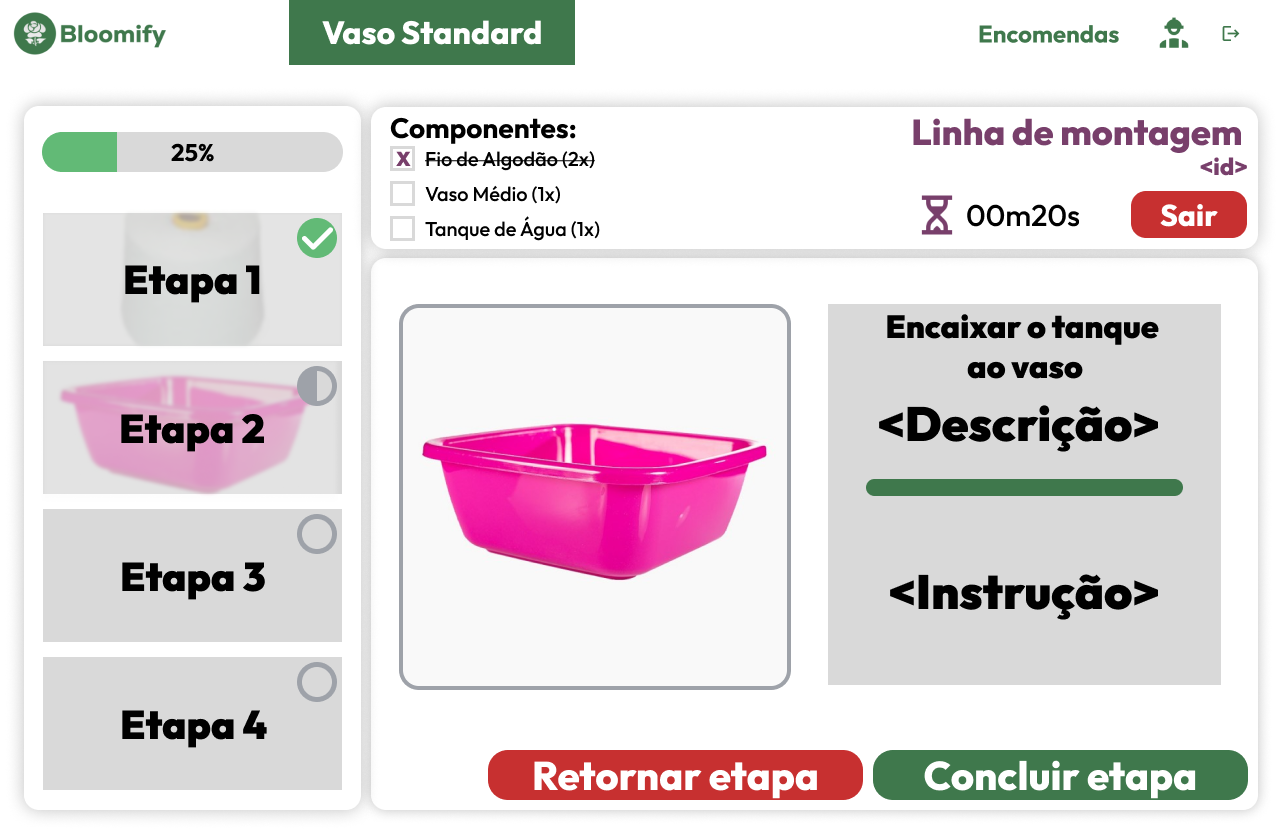 Bloomify
Vaso Standard
Encomendas
25%
Etapa 1
Etapa 2
Etapa 3
Etapa 4
Componentes:
X Fio de Algodão (2x)
Vaso Médio (1x)
Tanque de Água (1x)
Linha de montagem
<id>
00m20s
Sair
Encaixar o tanque
ao vaso
<Descrição>
<Instrução>
Retornar etapa
Concluir etapa